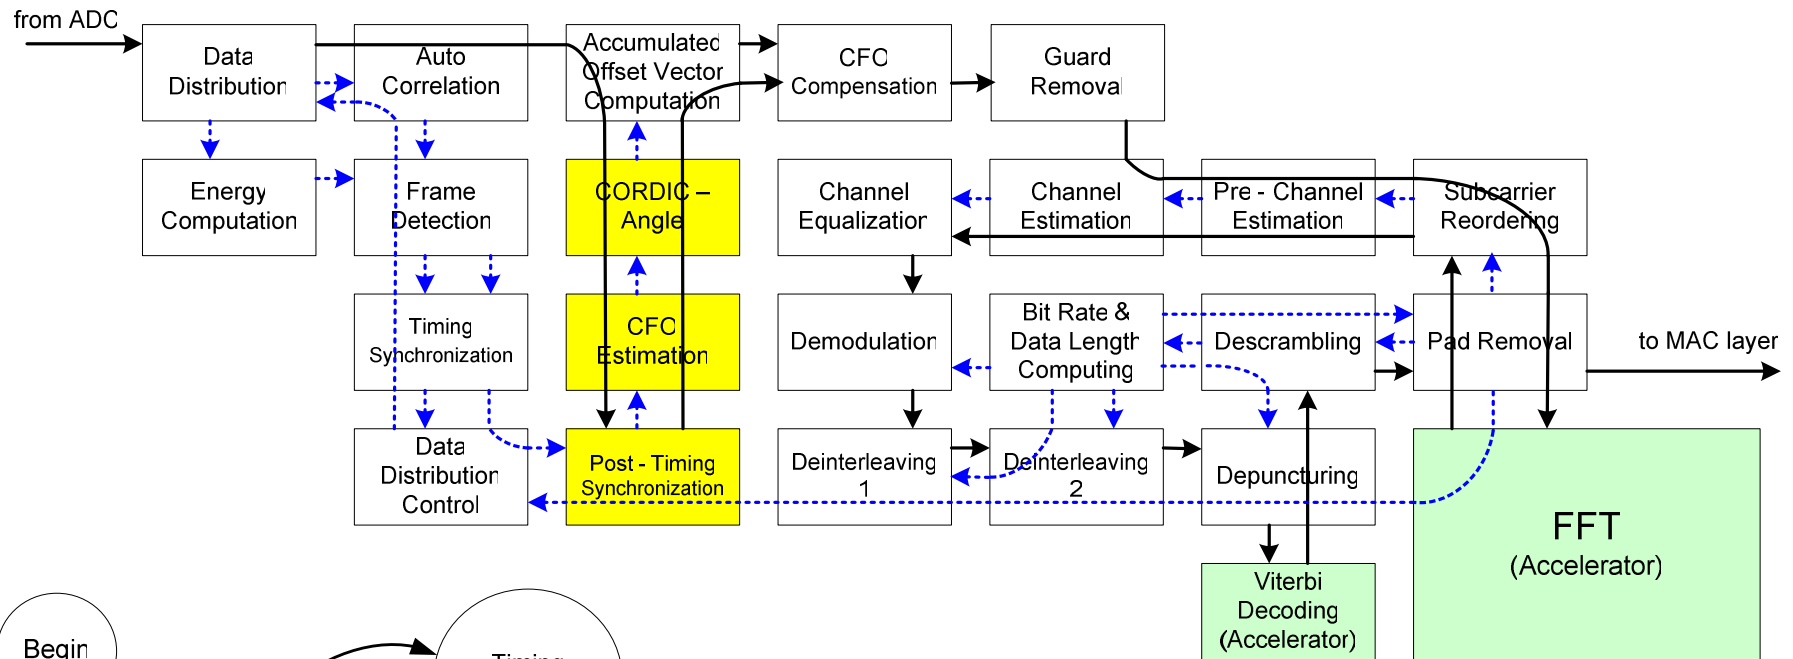 from ADC
Data
Distribution
Auto
Correlation
Accumulated
Offset Vector
Computation
CFO
Compensation
Guard
Removal
Energy
Computation
Frame
Detection
CORDIC –
Angle
Channel
Equalization
Channel
Estimation
Pre - Channel
Estimation
Subcarrier
Reordering
Timing
Synchronization
CFO
Estimation
Demodulation
Bit Rate &
Data Length
Computing
Descrambling
Pad Removal
to MAC layer
Data
Distribution
Control
Post - Timing
Synchronization
Deinterleaving
1
Deinterleaving
2
Depuncturing
FFT
(Accelerator)
Viterbi
Decoding
(Accelerator)
Begin
Timing